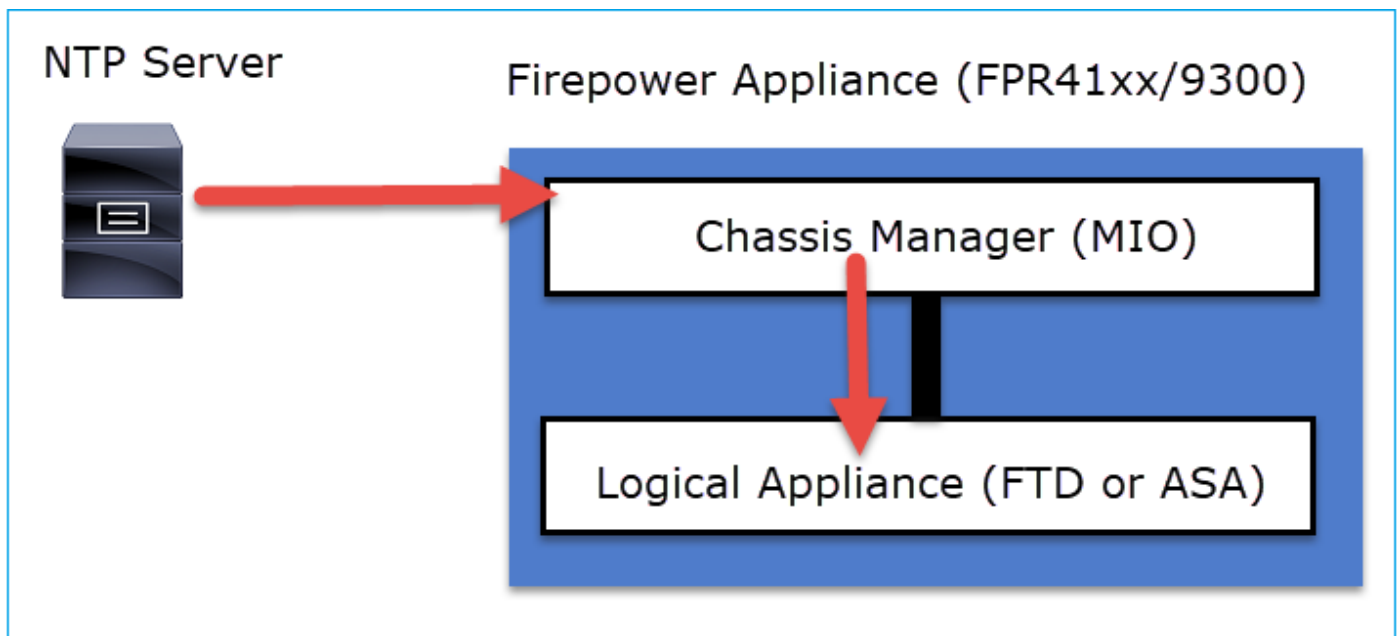 NTP Server
Firepower Appliance (FPR41xx/9300)
Chassis Manager (MIO)
Logical Appliance (FTD or ASA)